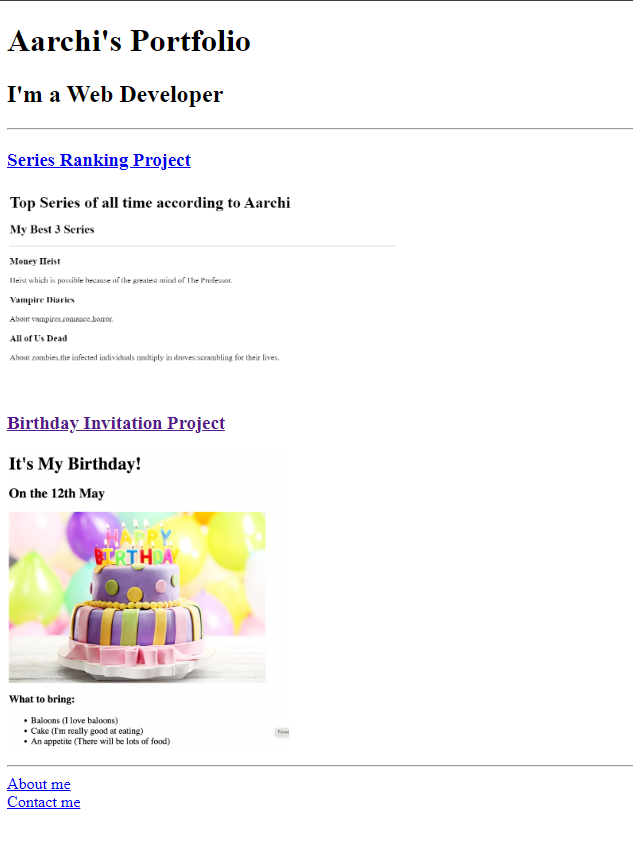 Aarchi's Portfolio
I'm a Web Developer
Series Ranking Project
Top Series of all time according to Aarchi
My Best 3 Series
Money Heist
Heist which is possible because of the greatest mind of The Professor.
Vampire Diaries
About vampires,romance,horror.
All of Us Dead
About zombies,the infected individuals multiply in droves;scrambling for their lives.
Birthday Invitation Project
It's My Birthday!
On the 12th May
HAPPY
BIRTHDAY
What to bring:
Baloons (I love baloons)
Cake (I'm really good at eating)
An appetite (There will be lots of food)
About me
Contact me